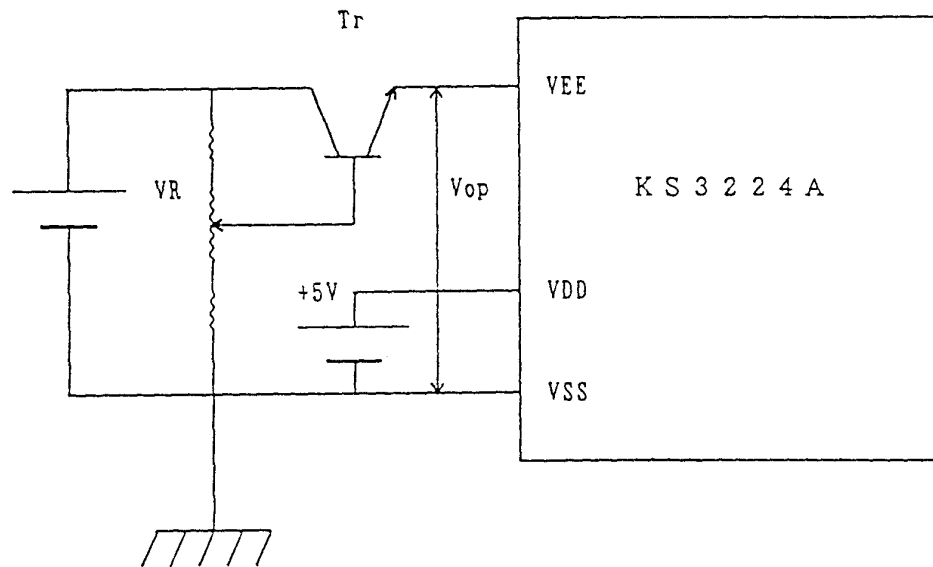 Tr
VEE
VR
Vop
KS3224A
+5V
VDD
VSS